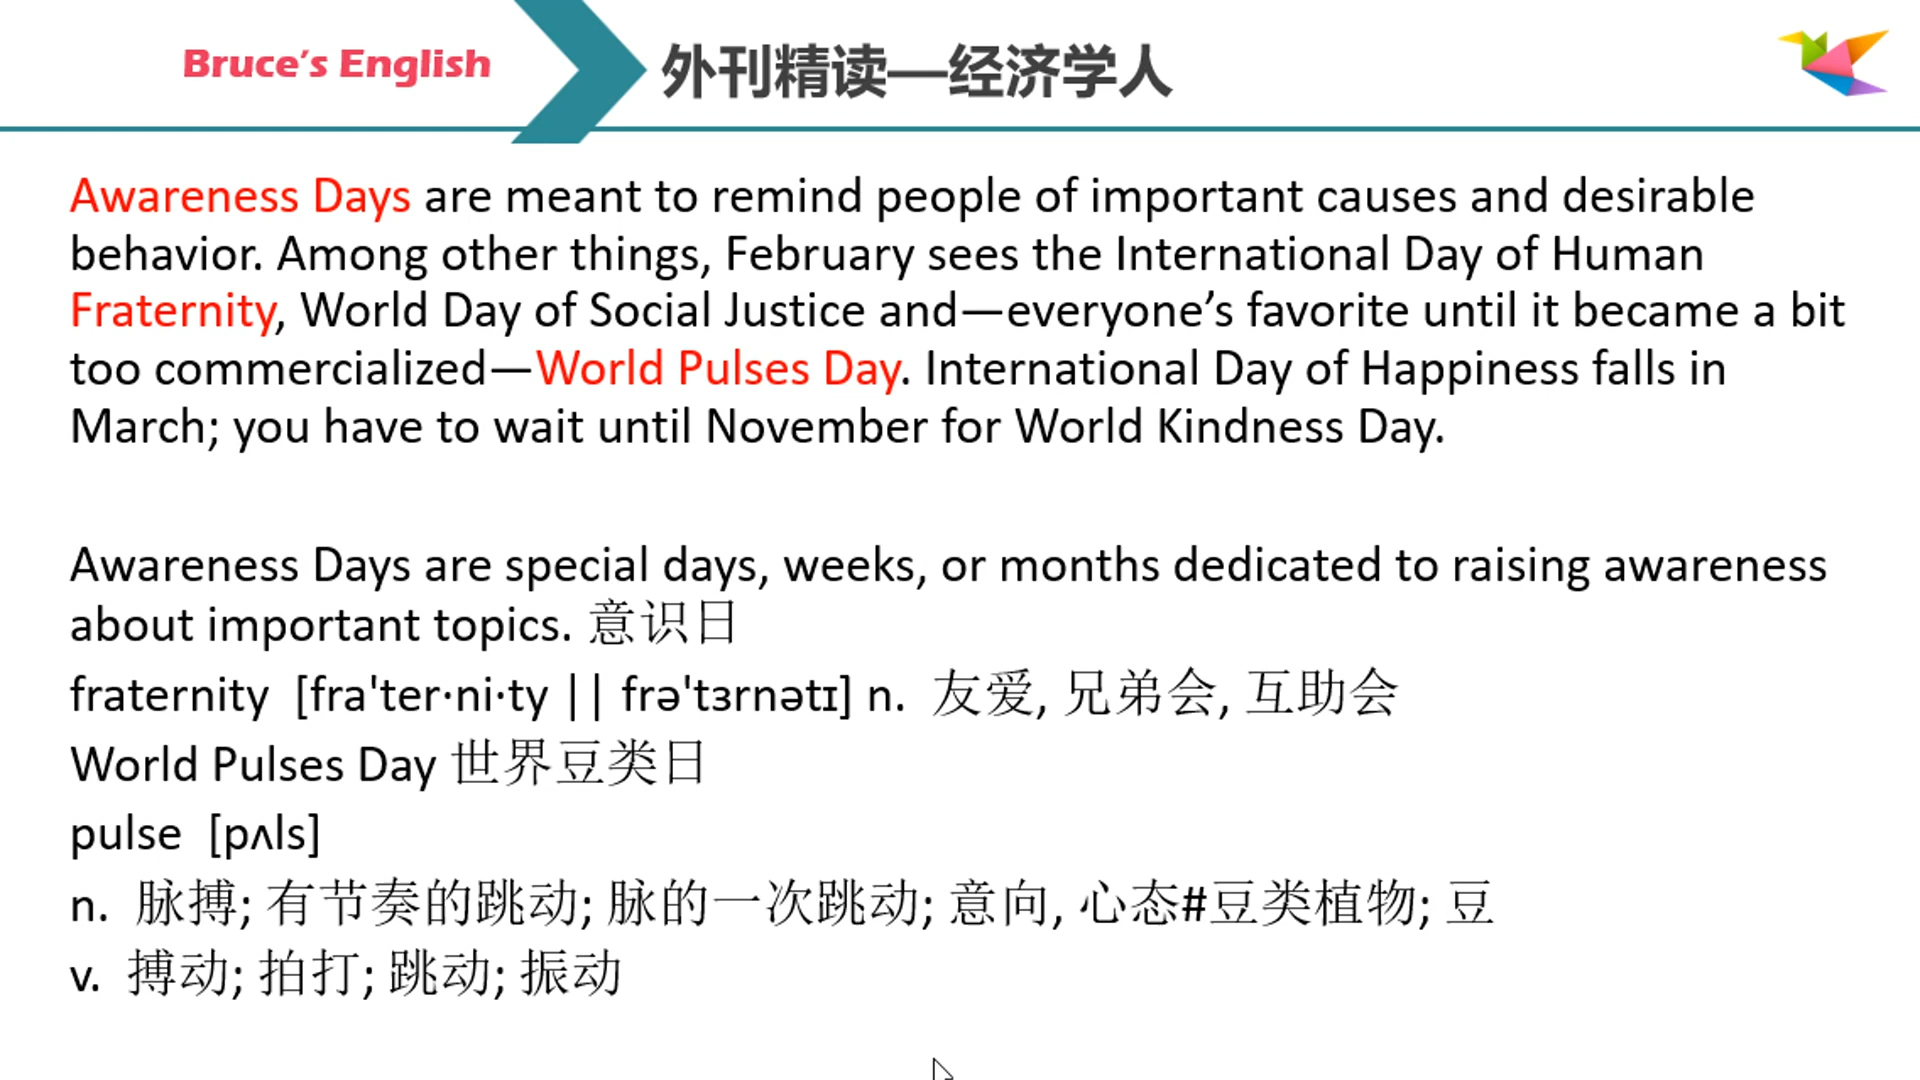 Bruce's English
外刊精读—经济学人
Awareness Days are meant to remind people of important causes and desirable
behavior. Among other things, February sees the International Day of Human
Fraternity, World Day of Social Justice and—everyone’s favorite until it became a bit
too commercialized—World Pulses Day. International Day of Happiness falls in
March; you have to wait until November for World Kindness Day.
Awareness Days are special days, weeks, or months dedicated to raising awareness
about important topics. 意识日
fraternity [fra'ter·ni·ty || frə'tɜrnətɪ] n. 友爱, 兄弟会, 互助会
World Pulses Day 世界豆类日
pulse [pʌls]
n. 脉搏; 有节奏的跳动; 脉的一次跳动; 意向, 心态#豆类植物; 豆
v. 搏动; 拍打; 跳动; 振动